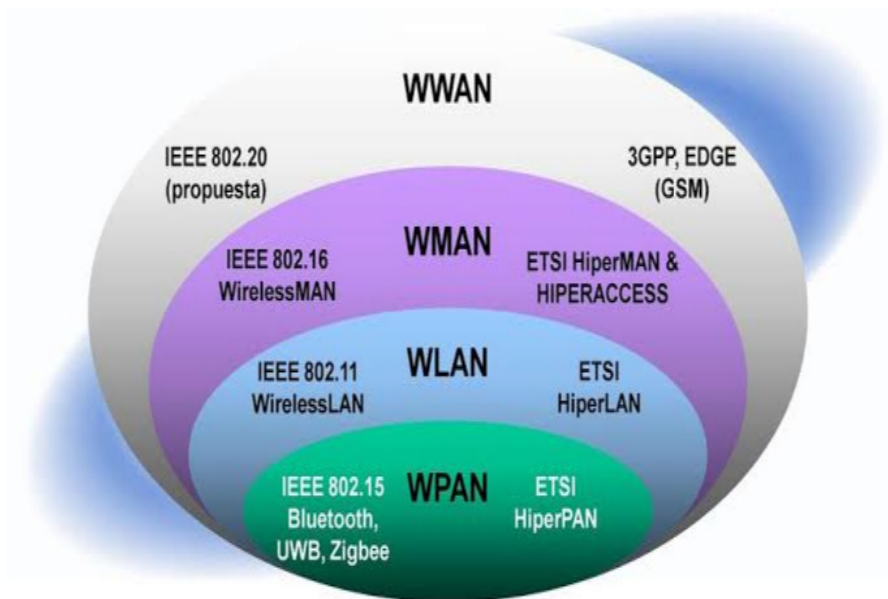 WWAN
IEEE 802.20
(propuesta)
3GPP, EDGE
(GSM)
WMAN
IEEE 802.16
WirelessMAN
ETSI HiperMAN &
HIPERACCESS
WLAN
IEEE 802.11
WirelessLAN
ETSI
HiperLAN
WPAN
IEEE 802.15
Bluetooth,
UWB, Zigbee
ETSI
HiperPAN